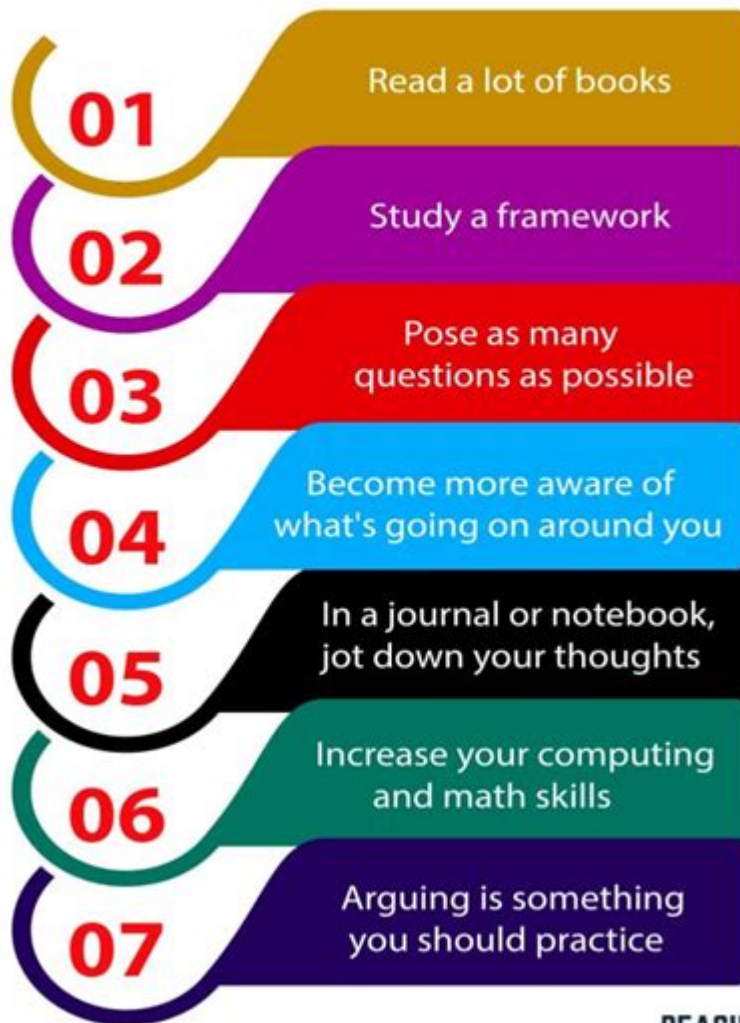 01
Read a lot of books
02
Study a framework
03
Pose as many
questions as possible
04
Become more aware of
what's going on around you
05
In a journal or notebook,
jot down your thoughts
06
Increase your computing
and math skills
07
Arguing is something
you should practice